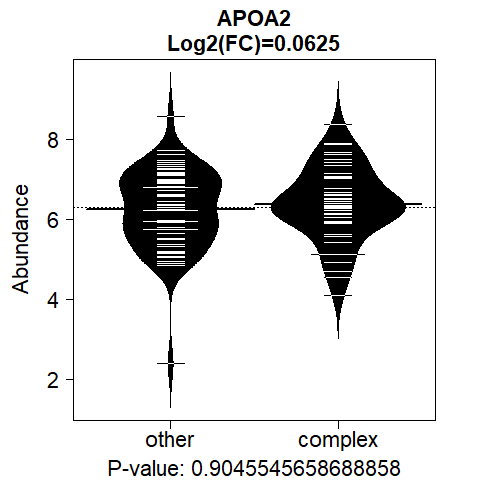 APOA2
Log2(FC)=0.0625
Abundance
8
6
4
2
other complex
P-value: 0.9045545658688858